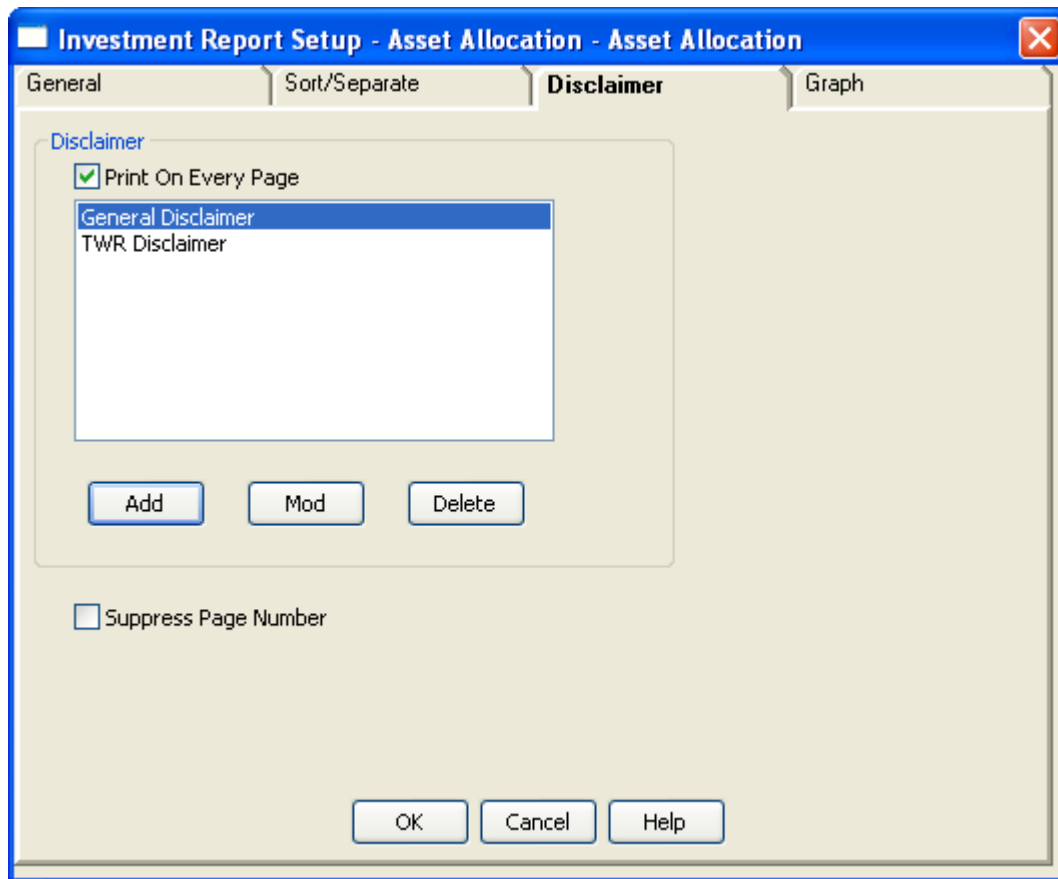 Investment Report Setup - Asset Allocation - Asset Allocation
General Sort/Separate Disclaimer Graph
Disclaimer
Print On Every Page
General Disclaimer
TWR Disclaimer
Add Mod Delete
Suppress Page Number
OK Cancel Help